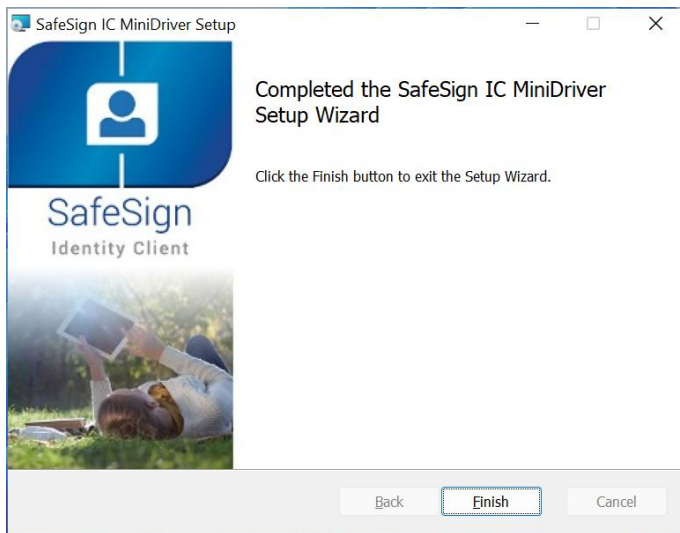 SafeSign IC MiniDriver Setup
Completed the SafeSign IC MiniDriver
Setup Wizard
Click the Finish button to exit the Setup Wizard.
SafeSign
Identity Client
Back
Finish
Cancel